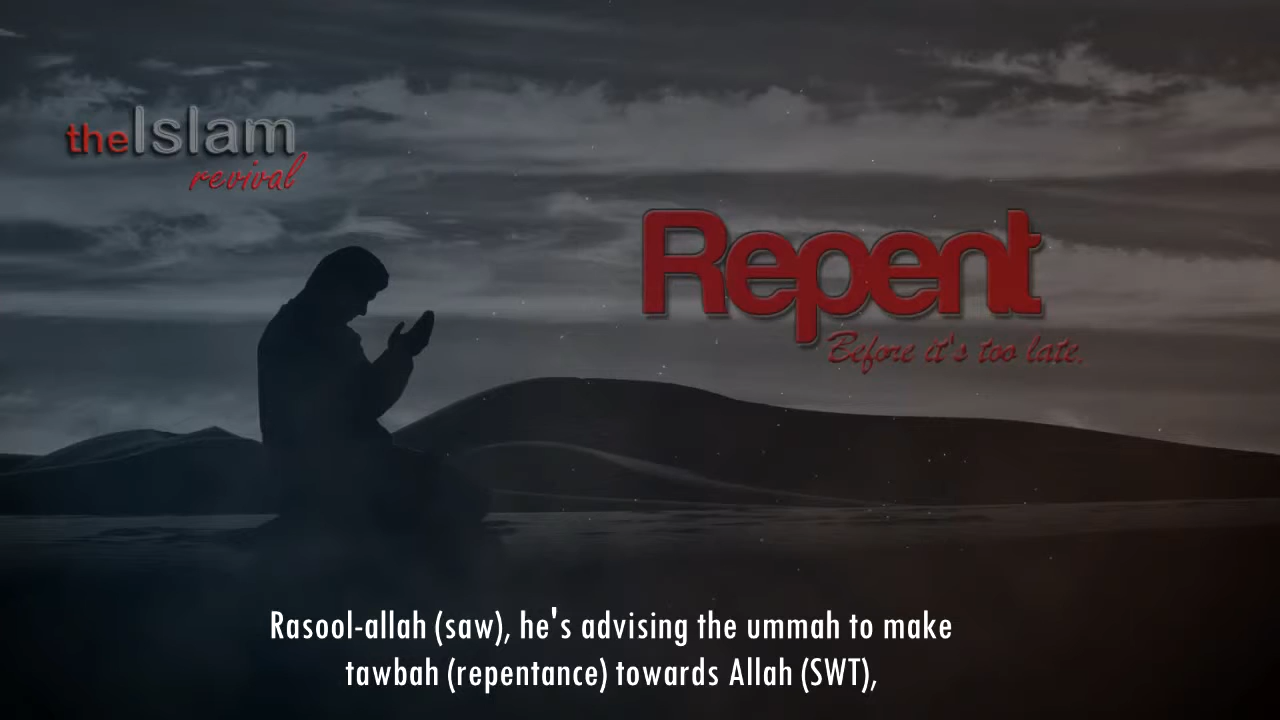 theIslam
revival
Repent
Before it's too late.
Rasool-allah (saw), he's advising the ummah to make
tawbah (repentance) towards Allah (SWT),